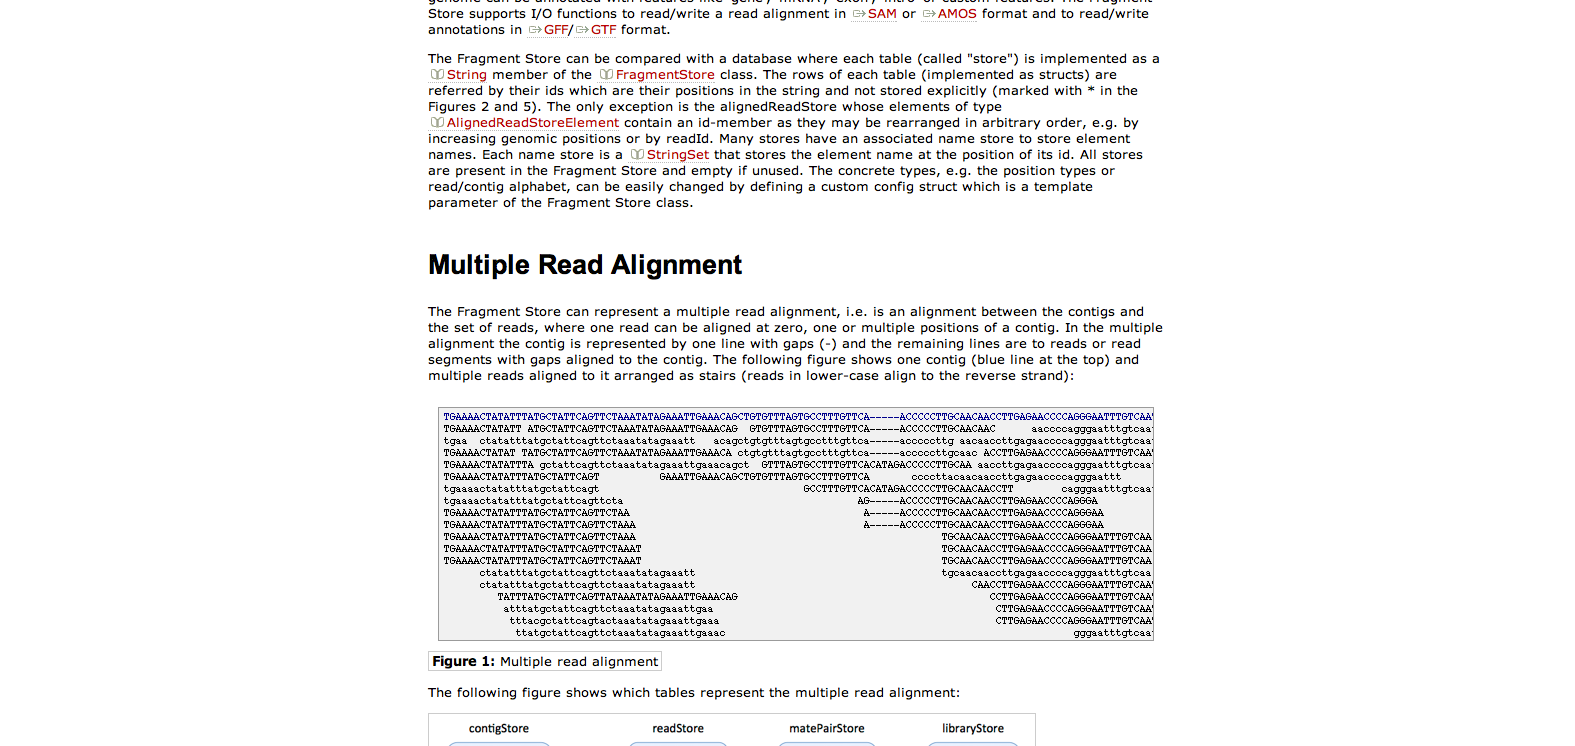 Store supports I/O functions to read/write a read alignment in SAM or AMOS format and to read/write
annotations in GFF/ GTF format.
The Fragment Store can be compared with a database where each table (called "store") is implemented as a
String member of the FragmentStore class. The rows of each table (implemented as structs) are
referred by their ids which are their positions in the string and not stored explicitly (marked with * in the
Figures 2 and 5). The only exception is the alignedReadStore whose elements of type
AlignedReadStoreElement contain an id-member as they may be rearranged in arbitrary order, e.g. by
increasing genomic positions or by readId. Many stores have an associated name store to store element
names. Each name store is a StringSet that stores the element name at the position of its id. All stores
are present in the Fragment Store and empty if unused. The concrete types, e.g. the position types or
read/contig alphabet, can be easily changed by defining a custom config struct which is a template
parameter of the Fragment Store class.
Multiple Read Alignment
The Fragment Store can represent a multiple read alignment, i.e. is an alignment between the contigs and
the set of reads, where one read can be aligned at zero, one or multiple positions of a contig. In the multiple
alignment the contig is represented by one line with gaps (-) and the remaining lines are to reads or read
segments with gaps aligned to the contig. The following figure shows one contig (blue line at the top) and
multiple reads aligned to it arranged as stairs (reads in lower-case align to the reverse strand):
TGAAAACTATATTTATGCTATTCAGTTCTAAATATAGAAATTGAAACAGCTGTGTTTAGTGCCTTTGTTCA-----ACCCCCTTGCAACAACCTTGAGAACCCCAGGGAATTTGTCAA
TGAAAACTATATT ATGCTATTCAGTTCTAAATATAGAAATTGAAACAG GTGTTTAGTGCCTTTGTTCA-----ACCCCCTTGCAACAAC aaccccagggaatttgtcaa
tgaa ctatatttatgctattcagttctaaatatagaaatt acagctgtgtttagtgcctttgttca-----acccccttg aacaaccttgagaaccccagggaatttgtcaa
TGAAAACTATAT TATGCTATTCAGTTCTAAATATAGAAATTGAAACA ctgtgtttagtgcctttgttca-----acccccttgcaac ACCTTGAGAACCCCAGGGAATTTGTCAA
TGAAAACTATATTTA gctattcagttctaaatatagaaattgaaacagct GTTTAGTGCCTTTGTTCACATAGACCCCCTTGCAA aaccttgagaaccccagggaatttgtcaa
TGAAAACTATATTTATGCTATTCAGT GAAATTGAAACAGCTGTGTTTAGTGCCTTTGTTCA ccccttacaacaaccttgagaaccccagggaattt
tgaaaactatatttatgctattcagt GCCTTTGTTCACATAGACCCCCTTGCAACAACCTT cagggaatttgtcaa
tgaaaactatatttatgctattcagttcta AG-----ACCCCCTTGCAACAACCTTGAGAACCCCAGGGA
TGAAAACTATATTTATGCTATTCAGTTCTAA A-----ACCCCCTTGCAACAACCTTGAGAACCCCAGGGAA
TGAAAACTATATTTATGCTATTCAGTTCTAAA A-----ACCCCCTTGCAACAACCTTGAGAACCCCAGGGAA
TGAAAACTATATTTATGCTATTCAGTTCTAAA TGCAACAACCTTGAGAACCCCAGGGAATTTGTCAA
TGAAAACTATATTTATGCTATTCAGTTCTAAAT TGCAACAACCTTGAGAACCCCAGGGAATTTGTCAA
TGAAAACTATATTTATGCTATTCAGTTCTAAAT TGCAACAACCTTGAGAACCCCAGGGAATTTGTCAA
ctatatttatgctattcagttctaaatatagaaatt tgcaacaaccttgagaaccccagggaatttgtcaa
ctatatttatgctattcagttctaaatatagaaatt CAACCTTGAGAACCCCAGGGAATTTGTCAA
TATTTATGCTATTCAGTTATAAATATAGAAATTGAAACAG CCTTGAGAACCCCAGGGAATTTGTCAA
atttatgctattcagttctaaatatagaaattgaa CTTGAGAACCCCAGGGAATTTGTCAA
tttacgctattcagtactaaatatagaaattgaaa CTTGAGAACCCCAGGGAATTTGTCAA
ttatgctattcagttctaaatatagaaattgaaac gggaatttgtcaa
Figure 1: Multiple read alignment
The following figure shows which tables represent the multiple read alignment:
contigStore readStore matePairStore libraryStore